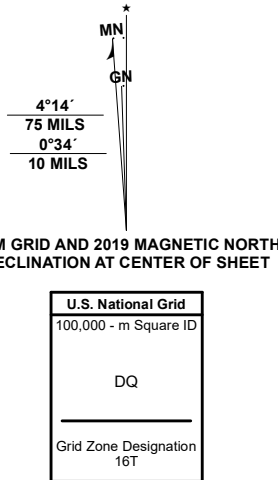 ★
MN
GN
4°14´
75 MILS
0°34´
10 MILS
M GRID AND 2019 MAGNETIC NORTH
ECLINATION AT CENTER OF SHEET
U.S. National Grid
100,000 - m Square ID
DQ
Grid Zone Designation
16T